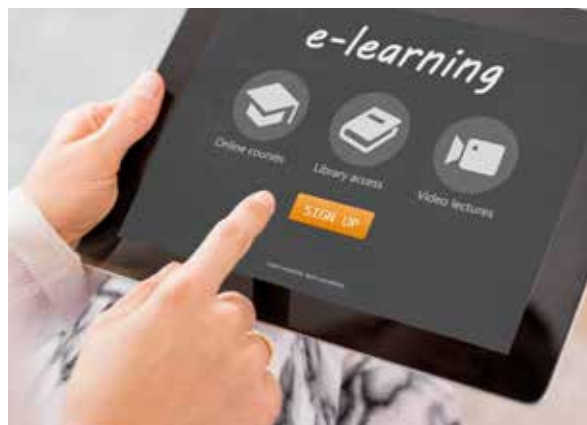 e-learning
Online courses
Library access
Video lectures
SIGN UP